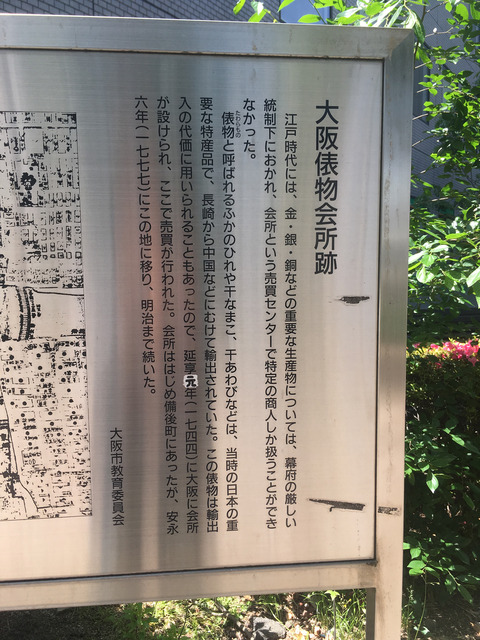 大阪俵物会所跡
江戸時代には、金・銀・銅などの重要な生産物については、幕府の厳しい
統制下におかれ、会所という売買センターで特定の商人しか扱うことができ
なかった。
俵物と呼ばれるふかのひれや干なまこ、干あわびなどは、当時の日本の重
要な特産品で、長崎から中国などにむけて輸出されていた。この俵物は輸出
入の代価に用いられることもあったので、延享元年(一七四四)に大阪に会所
が設けられ、ここで売買が行われた。会所ははじめ備後町にあったが、安永
六年(一七七七)にこの地に移り、明治まで続いた。
大阪市教育委員会